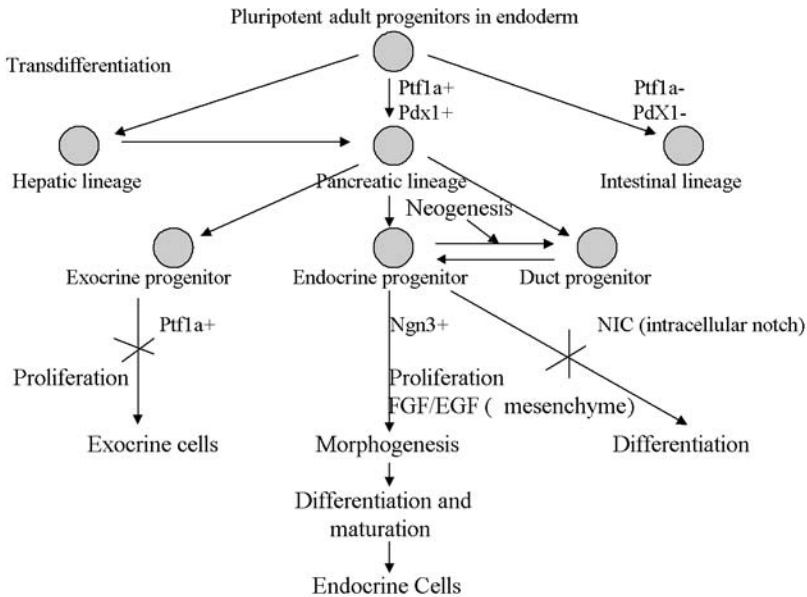 Pluripotent adult progenitors in endoderm
Transdifferentiation
Ptf1a+
Pdx1+
Ptf1a-
PdX1-
Hepatic lineage
Pancreatic lineage
Intestinal lineage
Neogenesis
Exocrine progenitor
Endocrine progenitor
Duct progenitor
Ptf1a+
Ngn3+
NIC (intracellular notch)
Proliferation
Proliferation
FGF/EGF ( mesenchyme)
Exocrine cells
Morphogenesis
Differentiation
Differentiation and
maturation
Endocrine Cells